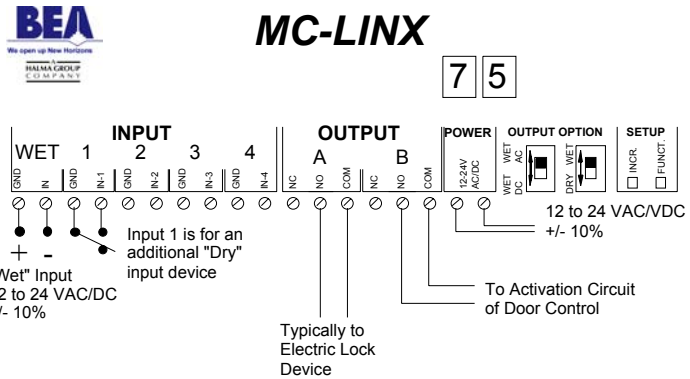 BEA
We open up New Horizons
A
HALMA GROUP
COMPANY
MC-LINX
7 5
INPUT
OUTPUT
POWER
OUTPUT OPTION
SETUP
WET 1 2 3 4
A B
GND IN GND IN-1 GND IN-2 GND IN-3 GND IN-4
NC NO COM NC NO COM
12-24V
AC/DC
WET DC WET AC
DRY WET
INCR. FUNCT.
+ -
Wet" Input
2 to 24 VAC/DC
/- 10%
Input 1 is for an
additional "Dry"
input device
12 to 24 VAC/VDC
+/- 10%
To Activation Circuit
of Door Control
Typically to
Electric Lock
Device